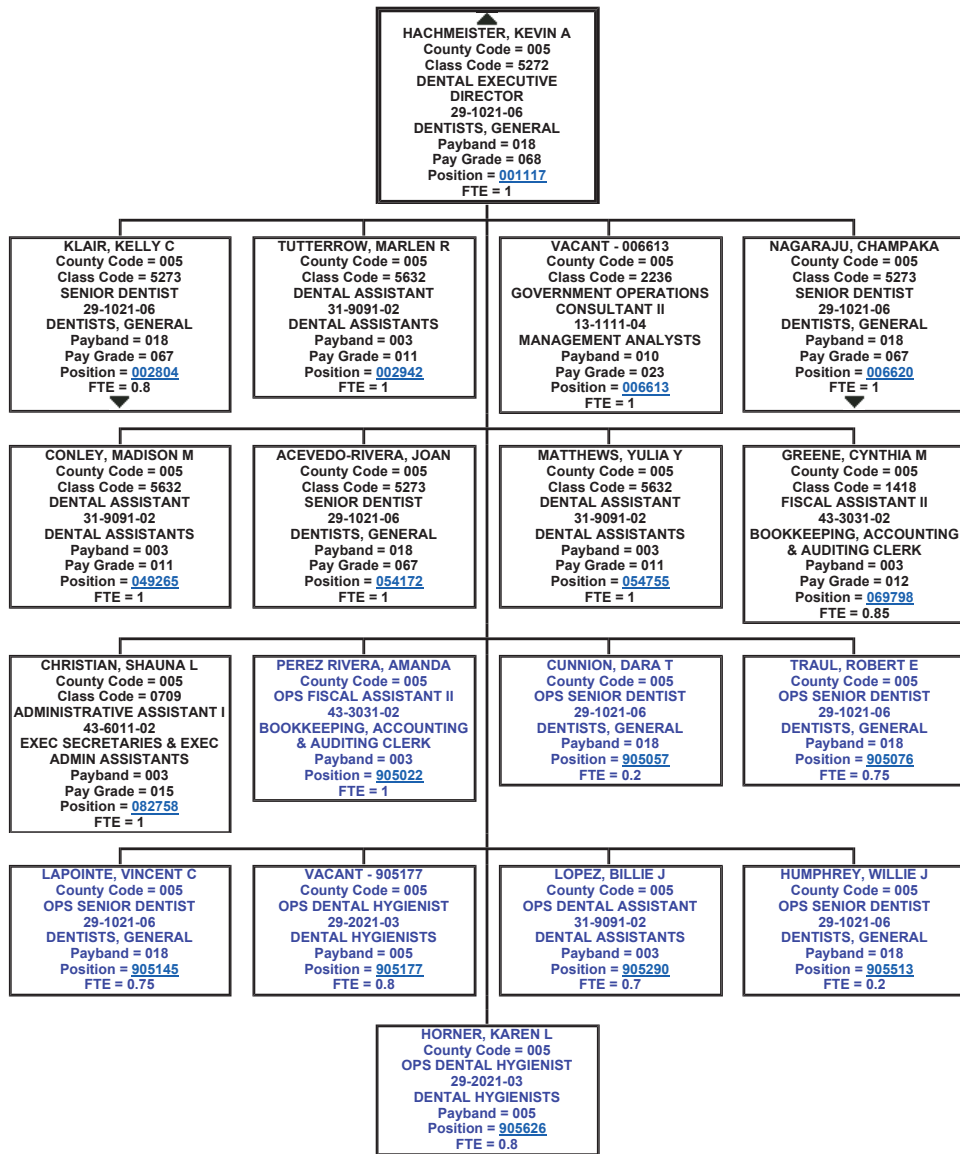 HACHMEISTER, KEVIN A
County Code = 005
Class Code = 5272
DENTAL EXECUTIVE
DIRECTOR
29-1021-06
DENTISTS, GENERAL
Payband = 018
Pay Grade = 068
Position = 001117
FTE = 1
KLAIR, KELLY C
County Code = 005
Class Code = 5273
SENIOR DENTIST
29-1021-06
DENTISTS, GENERAL
Payband = 018
Pay Grade = 067
Position = 002804
FTE = 0.8
TUTTERROW, MARLEN R
County Code = 005
Class Code = 5632
DENTAL ASSISTANT
31-9091-02
DENTAL ASSISTANTS
Payband = 003
Pay Grade = 011
Position = 002942
FTE = 1
VACANT - 006613
County Code = 005
Class Code = 2236
GOVERNMENT OPERATIONS
CONSULTANT II
13-1111-04
MANAGEMENT ANALYSTS
Payband = 010
Pay Grade = 023
Position = 006613
FTE = 1
NAGARAJU, CHAMPAKA
County Code = 005
Class Code = 5273
SENIOR DENTIST
29-1021-06
DENTISTS, GENERAL
Payband = 018
Pay Grade = 067
Position = 006620
FTE = 1
CONLEY, MADISON M
County Code = 005
Class Code = 5632
DENTAL ASSISTANT
31-9091-02
DENTAL ASSISTANTS
Payband = 003
Pay Grade = 011
Position = 049265
FTE = 1
ACEVEDO-RIVERA, JOAN
County Code = 005
Class Code = 5273
SENIOR DENTIST
29-1021-06
DENTISTS, GENERAL
Payband = 018
Pay Grade = 067
Position = 054172
FTE = 1
MATTHEWS, YULIA Y
County Code = 005
Class Code = 5632
DENTAL ASSISTANT
31-9091-02
DENTAL ASSISTANTS
Payband = 003
Pay Grade = 011
Position = 054755
FTE = 1
GREENE, CYNTHIA M
County Code = 005
Class Code = 1418
FISCAL ASSISTANT II
43-3031-02
BOOKKEEPING, ACCOUNTING
& AUDITING CLERK
Payband = 003
Pay Grade = 012
Position = 069798
FTE = 0.85
CHRISTIAN, SHAUNA L
County Code = 005
Class Code = 0709
ADMINISTRATIVE ASSISTANT I
43-6011-02
EXEC SECRETARIES & EXEC
ADMIN ASSISTANTS
Payband = 003
Pay Grade = 015
Position = 082758
FTE = 1
PEREZ RIVERA, AMANDA
County Code = 005
OPS FISCAL ASSISTANT II
43-3031-02
BOOKKEEPING, ACCOUNTING
& AUDITING CLERK
Payband = 003
Position = 905022
FTE = 1
CUNNION, DARA T
County Code = 005
OPS SENIOR DENTIST
29-1021-06
DENTISTS, GENERAL
Payband = 018
Position = 905057
FTE = 0.2
TRAUL, ROBERT E
County Code = 005
OPS SENIOR DENTIST
29-1021-06
DENTISTS, GENERAL
Payband = 018
Position = 905076
FTE = 0.75
LAPOINTE, VINCENT C
County Code = 005
OPS SENIOR DENTIST
29-1021-06
DENTISTS, GENERAL
Payband = 018
Position = 905145
FTE = 0.75
VACANT - 905177
County Code = 005
OPS DENTAL HYGIENIST
29-2021-03
DENTAL HYGIENISTS
Payband = 005
Position = 905177
FTE = 0.8
LOPEZ, BILLIE J
County Code = 005
OPS DENTAL ASSISTANT
31-9091-02
DENTAL ASSISTANTS
Payband = 003
Position = 905290
FTE = 0.7
HUMPHREY, WILLIE J
County Code = 005
OPS SENIOR DENTIST
29-1021-06
DENTISTS, GENERAL
Payband = 018
Position = 905513
FTE = 0.2
HORNER, KAREN L
County Code = 005
OPS DENTAL HYGIENIST
29-2021-03
DENTAL HYGIENISTS
Payband = 005
Position = 905626
FTE = 0.8